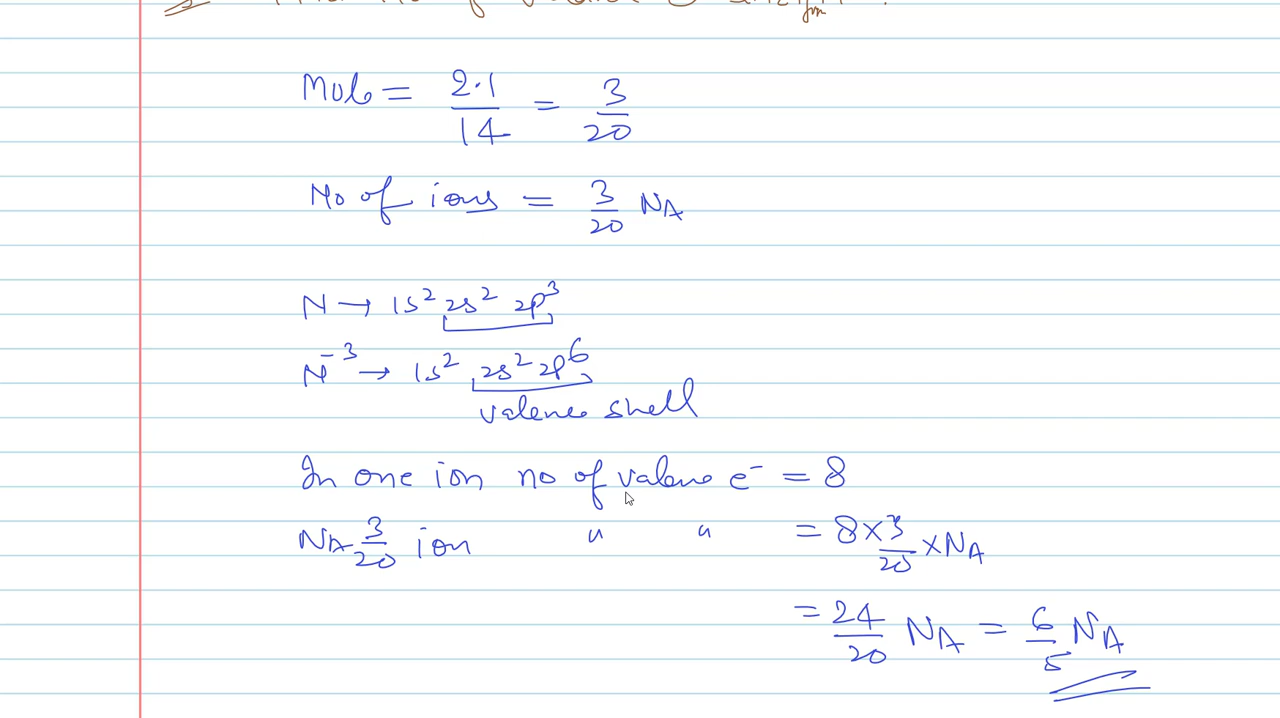 Mole = 2.1/14 = 3/20
No of ions = 3/20 NA
N → 1s² 2s² 2p³
N⁻³ → 1s² 2s² 2p⁶
valence shell
In one ion no of valene e⁻ = 8
NA 3/20 ion " " = 8 × 3/20 × NA
= 24/20 NA = 6/5 NA